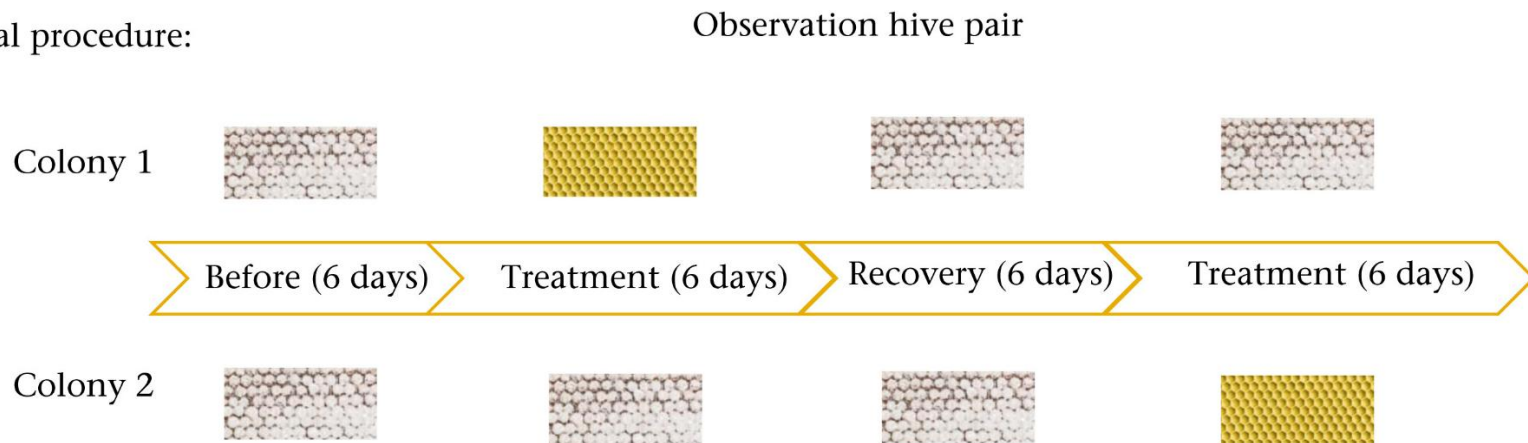 al procedure:
Observation hive pair
Colony 1
Before (6 days)
Treatment (6 days)
Recovery (6 days)
Treatment (6 days)
Colony 2